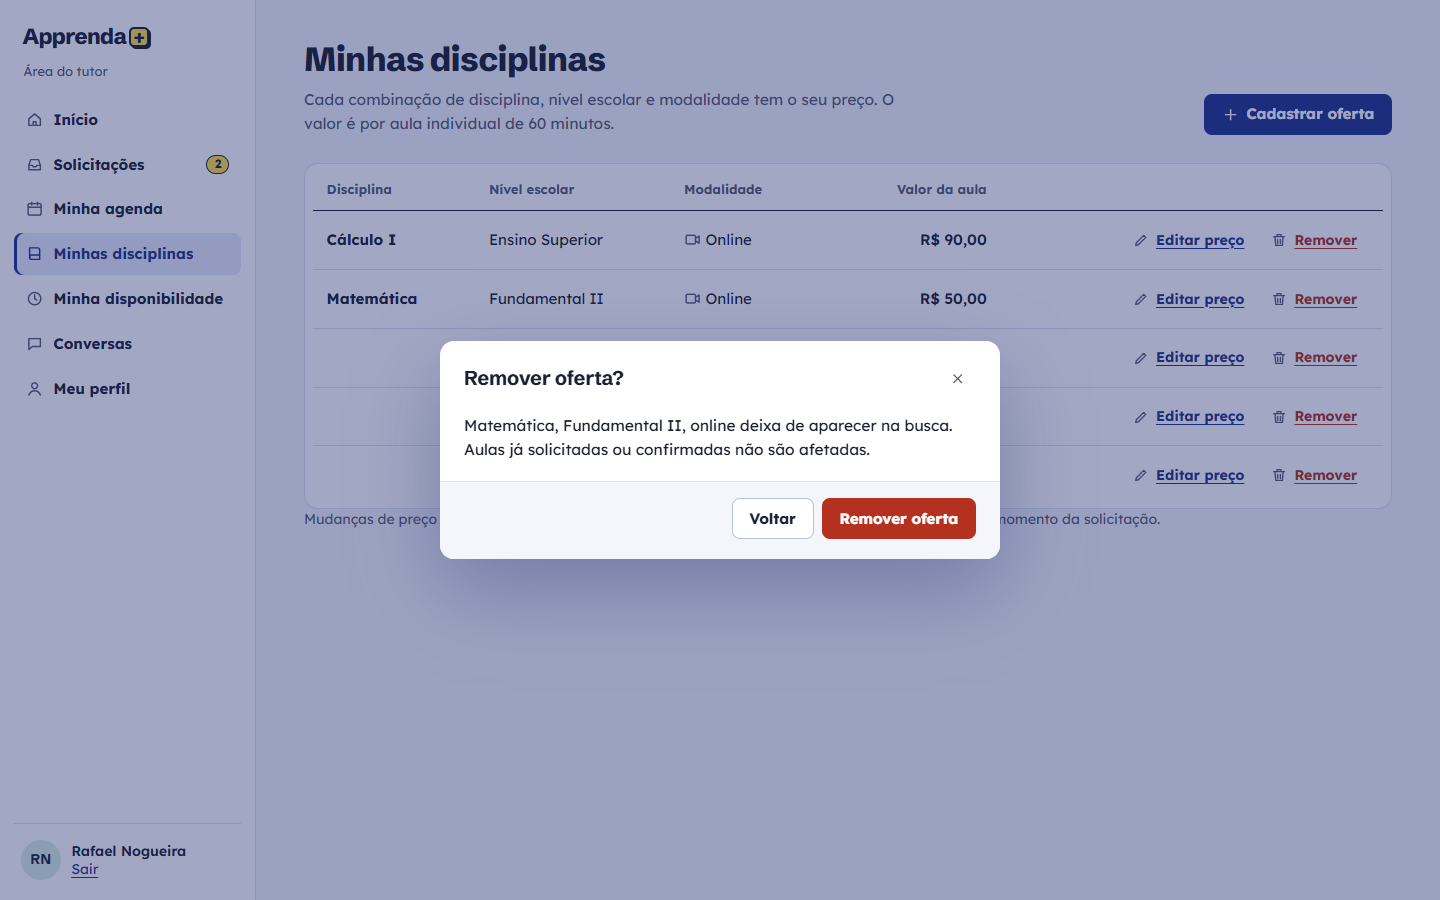 Apprenda+
Área do tutor
Início
Solicitações 2
Minha agenda
Minhas disciplinas
Minha disponibilidade
Conversas
Meu perfil
RN
Rafael Nogueira
Sair
Minhas disciplinas
Cada combinação de disciplina, nível escolar e modalidade tem o seu preço. O
valor é por aula individual de 60 minutos.
Cadastrar oferta
Disciplina Nível escolar Modalidade Valor da aula
Cálculo I Ensino Superior Online R$ 90,00 Editar preço Remover
Matemática Fundamental II Online R$ 50,00 Editar preço Remover
Editar preço Remover
Editar preço Remover
Editar preço Remover
Mudanças de preço
momento da solicitação.
Remover oferta?
Matemática, Fundamental II, online deixa de aparecer na busca.
Aulas já solicitadas ou confirmadas não são afetadas.
Voltar
Remover oferta